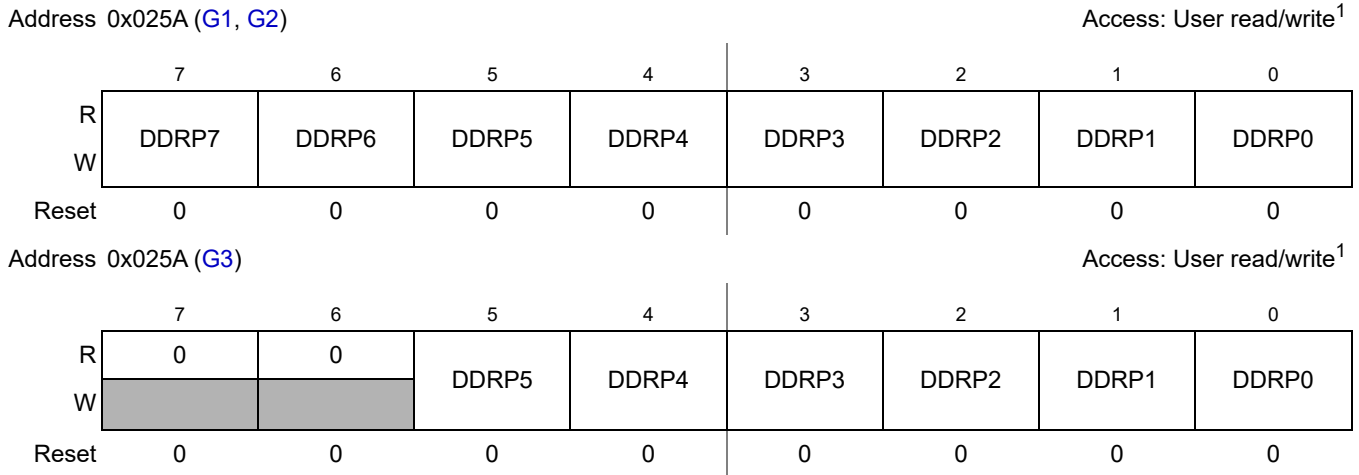 Address 0x025A (G1, G2) Access: User read/write1
7 6 5 4 3 2 1 0
R
DDRP7 DDRP6 DDRP5 DDRP4 DDRP3 DDRP2 DDRP1 DDRP0
W
Reset 0 0 0 0 0 0 0 0
Address 0x025A (G3) Access: User read/write1
7 6 5 4 3 2 1 0
R 0 0
DDRP5 DDRP4 DDRP3 DDRP2 DDRP1 DDRP0
W
Reset 0 0 0 0 0 0 0 0